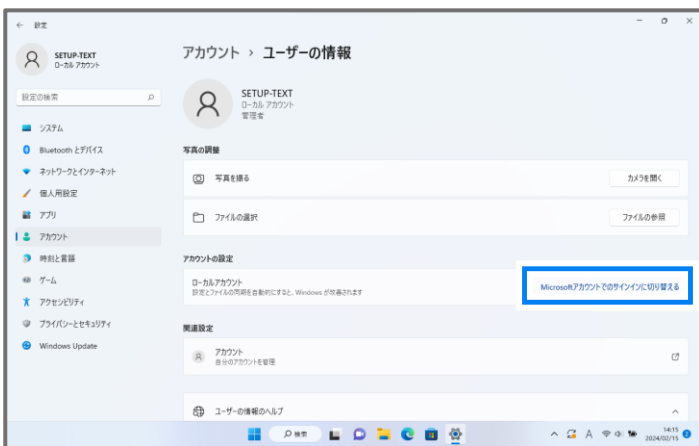 設定
SETUP-TEXT
ローカル アカウント
設定の検索
システム
Bluetooth とデバイス
ネットワークとインターネット
個人用設定
アプリ
アカウント
時刻と言語
ゲーム
アクセシビリティ
プライバシーとセキュリティ
Windows Update
アカウント › ユーザーの情報
SETUP-TEXT
ローカル アカウント
管理者
写真の調整
写真を撮る
カメラを開く
ファイルの選択
ファイルの参照
アカウントの設定
ローカルアカウント
設定とファイルの同期を自動的にすると、Windows が改善されます
Microsoftアカウントでのサインインに切り替える
関連設定
アカウント
自分のアカウントを管理
ユーザーの情報のヘルプ
検索
A
14:15
2024/02/15